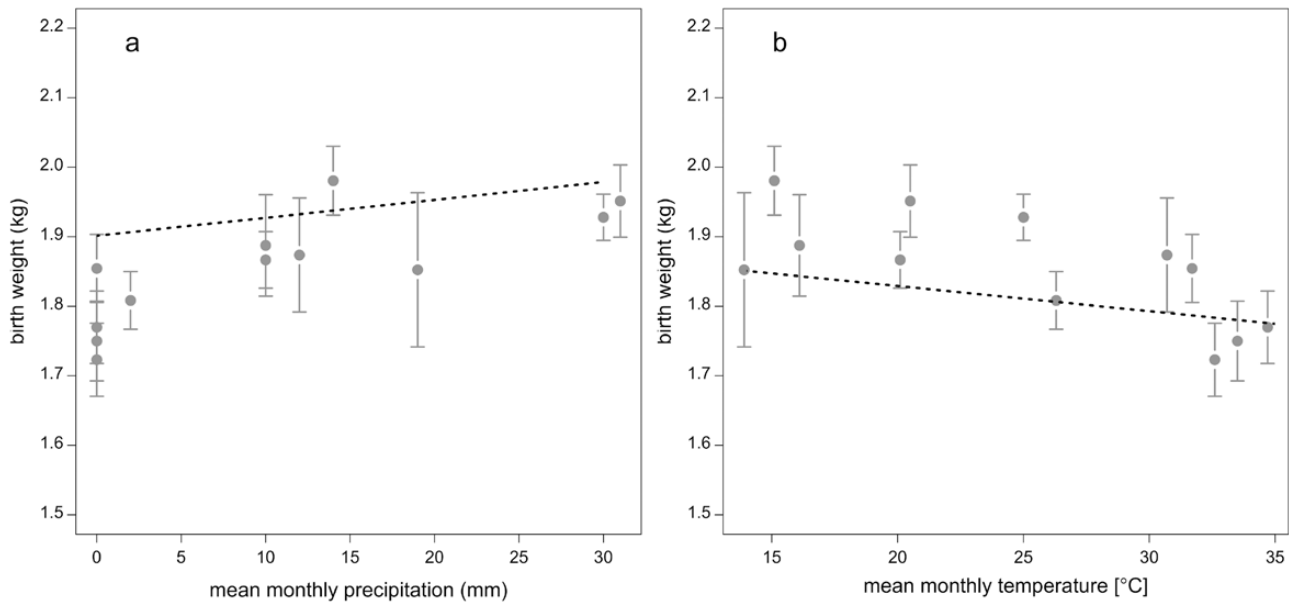 a
2.2
2.1
2.0
1.9
1.8
1.7
1.6
1.5
birth weight (kg)
0 5 10 15 20 25 30
mean monthly precipitation (mm)
b
2.2
2.1
2.0
1.9
1.8
1.7
1.6
1.5
birth weight (kg)
15 20 25 30 35
mean monthly temperature [°C]